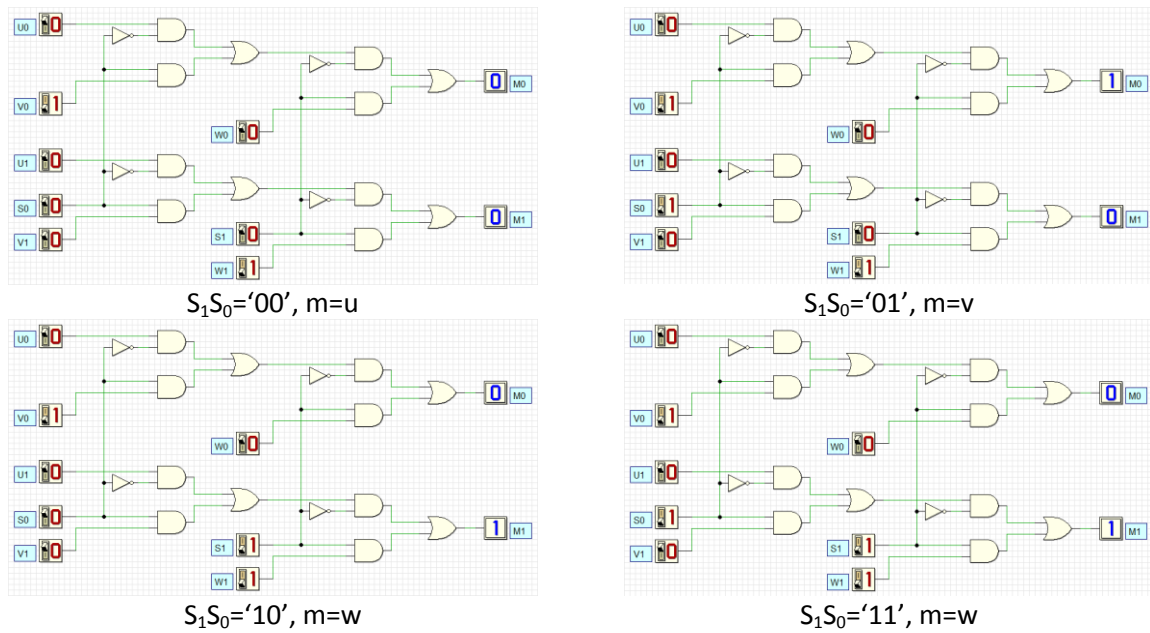 U0 0
V0 1
W0 0
0 M0
U1 0
S0 0
V1 0
S1 0
W1 1
0 M1
S₁S₀=‘00’, m=u
U0 0
V0 1
W0 0
1 M0
U1 0
S0 1
V1 0
S1 0
W1 1
0 M1
S₁S₀=‘01’, m=v
U0 0
V0 1
W0 0
0 M0
U1 0
S0 0
V1 0
S1 1
W1 1
1 M1
S₁S₀=‘10’, m=w
U0 0
V0 1
W0 0
0 M0
U1 0
S0 1
V1 0
S1 1
W1 1
1 M1
S₁S₀=‘11’, m=w